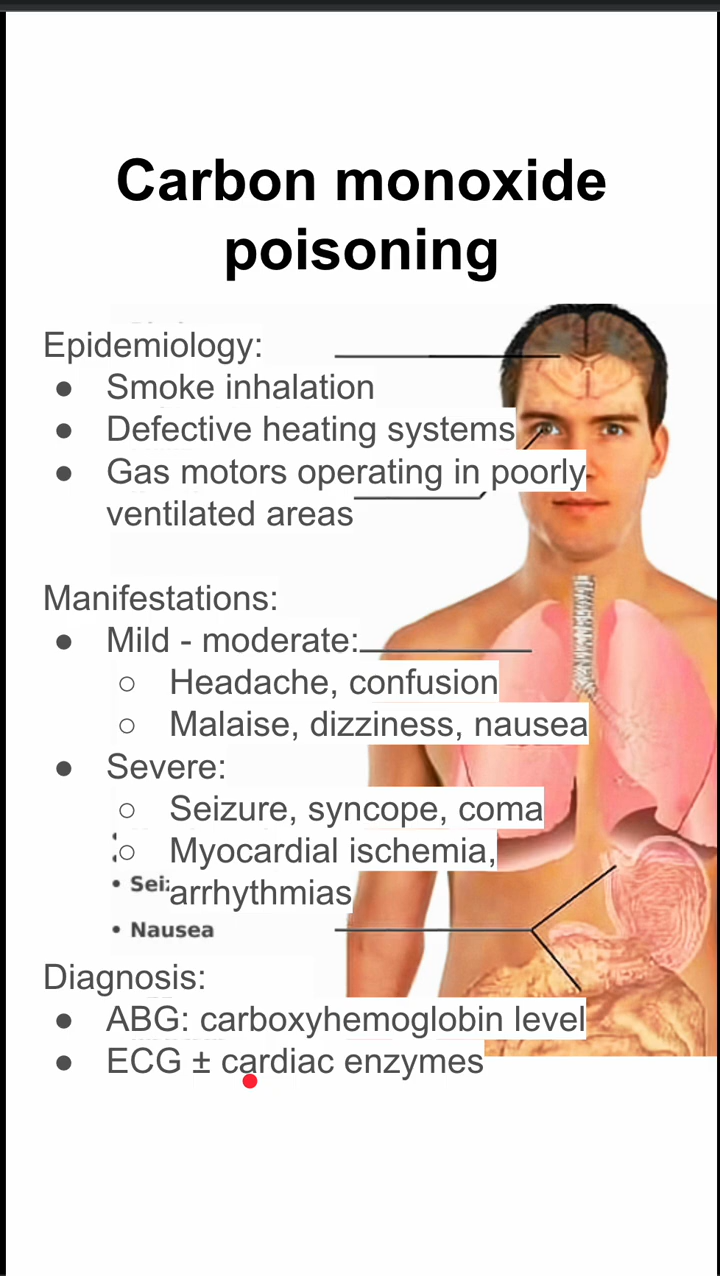 Carbon monoxide
poisoning
Epidemiology:
● Smoke inhalation
● Defective heating systems
● Gas motors operating in poorly
ventilated areas
Manifestations:
● Mild - moderate:
○ Headache, confusion
○ Malaise, dizziness, nausea
● Severe:
○ Seizure, syncope, coma
○ Myocardial ischemia,
arrhythmias
• Nausea
Diagnosis:
● ABG: carboxyhemoglobin level
● ECG ± cardiac enzymes